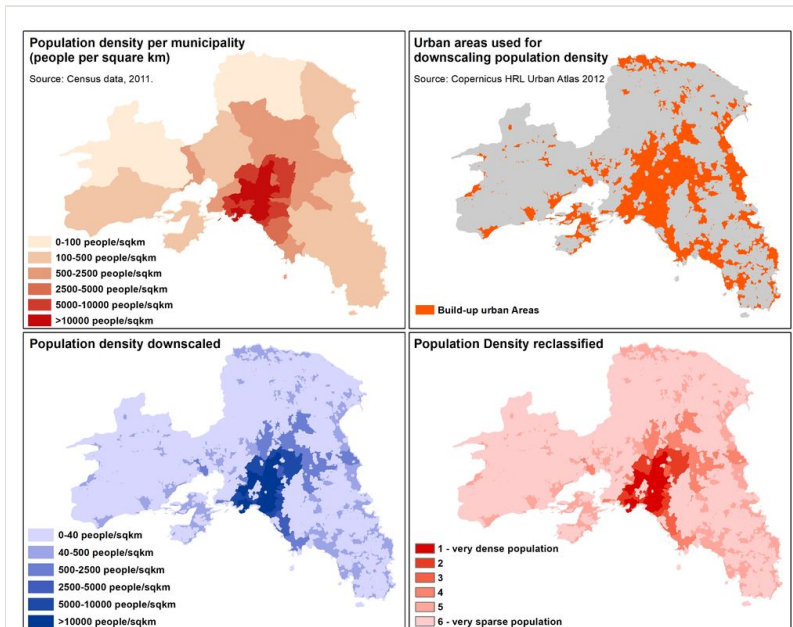 Population density per municipality
(people per square km)
Source: Census data, 2011.
0-100 people/sqkm
100-500 people/sqkm
500-2500 people/sqkm
2500-5000 people/sqkm
5000-10000 people/sqkm
>10000 people/sqkm
Urban areas used for
downscaling population density
Source: Copernicus HRL Urban Atlas 2012
Build-up urban Areas
Population density downscaled
0-40 people/sqkm
40-500 people/sqkm
500-2500 people/sqkm
2500-5000 people/sqkm
5000-10000 people/sqkm
>10000 people/sqkm
Population Density reclassified
1 - very dense population
2
3
4
5
6 - very sparse population